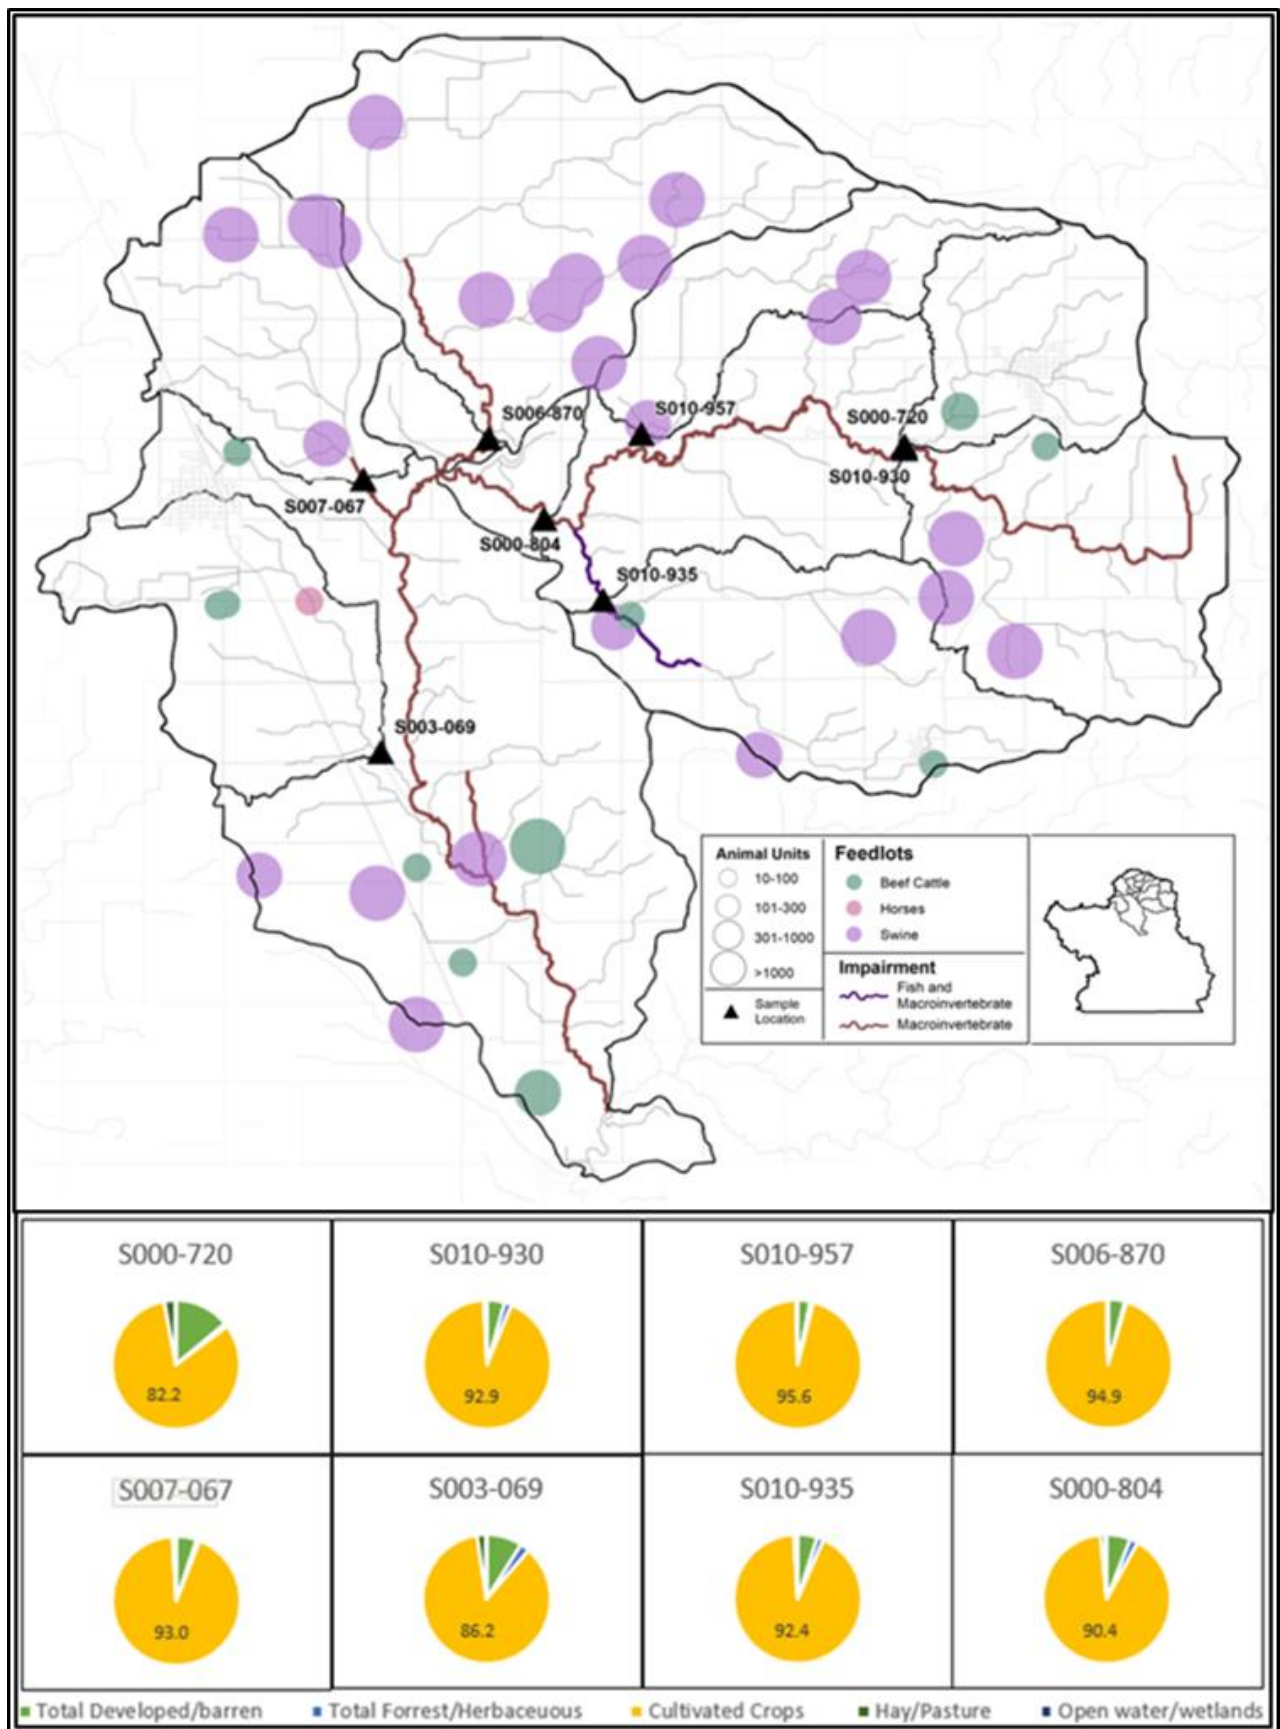 S006-870
S010-957
S000-720
S010-930
S007-067
S000-804
S010-935
S003-069
Animal Units
10-100
101-300
301-1000
>1000
Sample
Location
Feedlots
Beef Cattle
Horses
Swine
Impairment
Fish and
Macroinvertebrate
Macroinvertebrate
S000-720
82.2
S010-930
92.9
S010-957
95.6
S006-870
94.9
S007-067
93.0
S003-069
86.2
S010-935
92.4
S000-804
90.4
Total Developed/barren
Total Forrest/Herbaceuous
Cultivated Crops
Hay/Pasture
Open water/wetlands